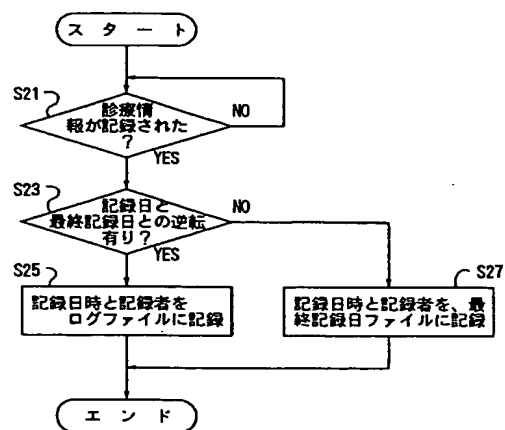 スタート
S21
診療情
報が記録された
?
NO
YES
S23
記録日と
最終記録日との逆転
有り?
NO
YES
S25
記録日時と記録者を
ログファイルに記録
S27
記録日時と記録者を、最
終記録日ファイルに記録
エンド